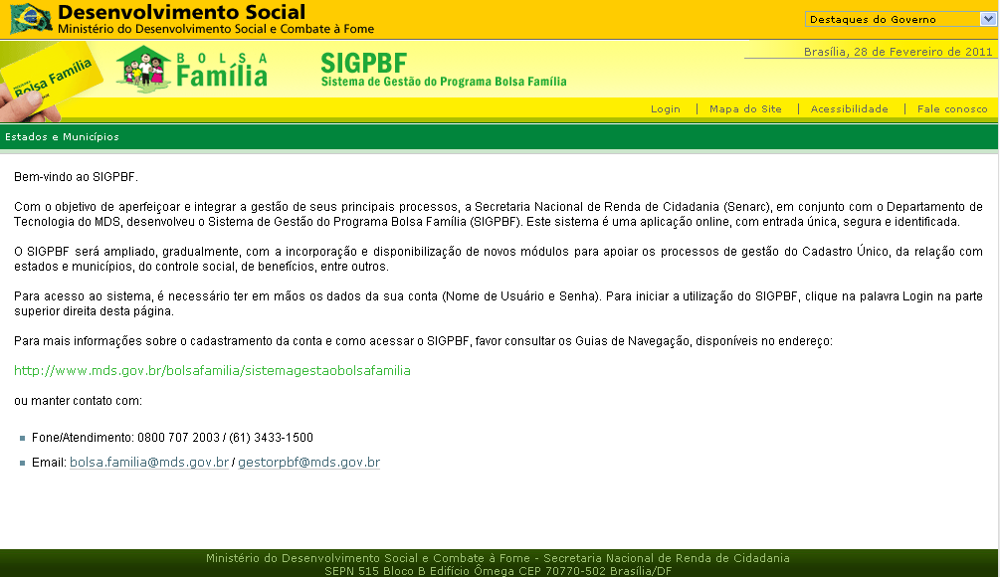 Desenvolvimento Social
Ministério do Desenvolvimento Social e Combate à Fome
Destaques do Governo
Brasília, 28 de Fevereiro de 2011
Bolsa Família
BOLSA
Família
SIGPBF
Sistema de Gestão do Programa Bolsa Família
Login | Mapa do Site | Acessibilidade | Fale conosco
Estados e Municípios
Bem-vindo ao SIGPBF.
Com o objetivo de aperfeiçoar e integrar a gestão de seus principais processos, a Secretaria Nacional de Renda de Cidadania (Senarc), em conjunto com o Departamento de
Tecnologia do MDS, desenvolveu o Sistema de Gestão do Programa Bolsa Família (SIGPBF). Este sistema é uma aplicação online, com entrada única, segura e identificada.
O SIGPBF será ampliado, gradualmente, com a incorporação e disponibilização de novos módulos para apoiar os processos de gestão do Cadastro Único, da relação com
estados e municípios, do controle social, de benefícios, entre outros.
Para acesso ao sistema, é necessário ter em mãos os dados da sua conta (Nome de Usuário e Senha). Para iniciar a utilização do SIGPBF, clique na palavra Login na parte
superior direita desta página.
Para mais informações sobre o cadastramento da conta e como acessar o SIGPBF, favor consultar os Guias de Navegação, disponíveis no endereço:
http://www.mds.gov.br/bolsafamilia/sistemagestaobolsafamilia
ou manter contato com:
Fone/Atendimento: 0800 707 2003 / (61) 3433-1500
Email: bolsa.familia@mds.gov.br / gestorpbf@mds.gov.br
Ministério do Desenvolvimento Social e Combate à Fome - Secretaria Nacional de Renda de Cidadania
SEPN 515 Bloco B Edifício Ômega CEP 70770-502 Brasília/DF